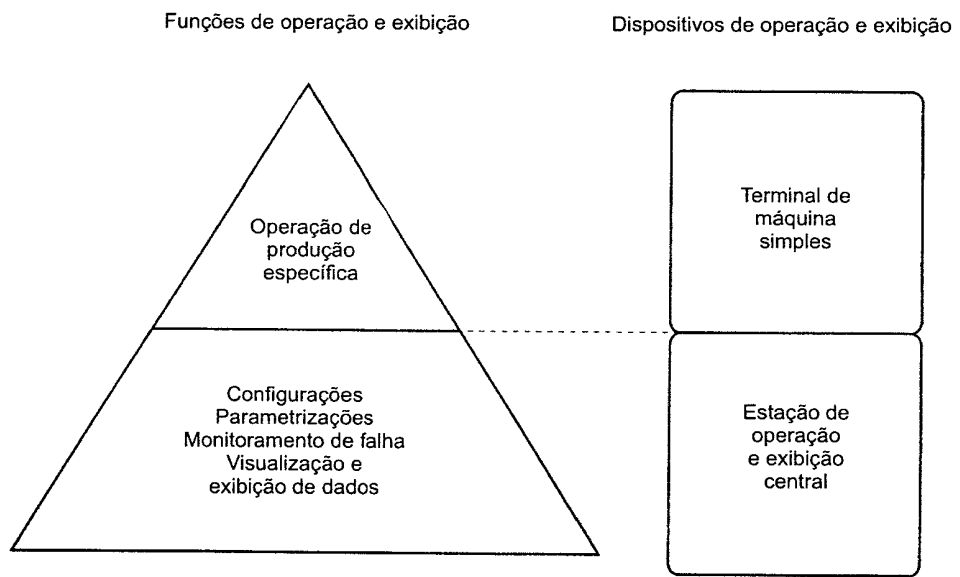 Funções de operação e exibição
Dispositivos de operação e exibição
Operação de
produção
específica
Terminal de
máquina
simples
Configurações
Parametrizações
Monitoramento de falha
Visualização e
exibição de dados
Estação de
operação
e exibição
central